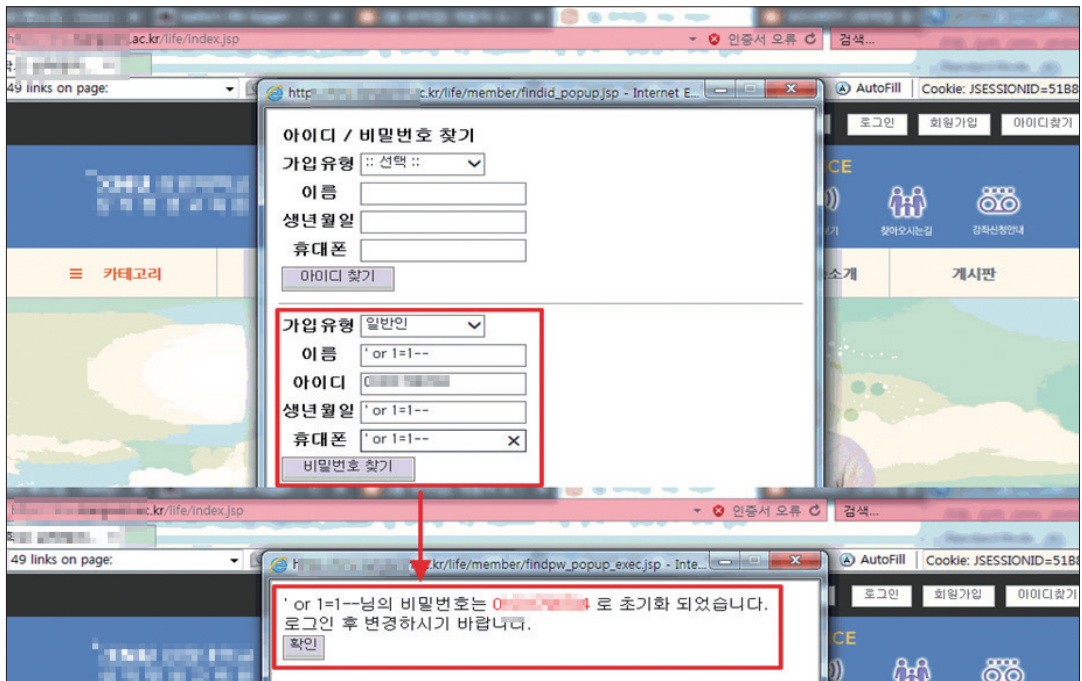 .ac.kr/life/index.jsp
인증서 오류
검색...
49 links on page:
AutoFill
Cookie: JSESSIONID=51B8
로그인
회원가입
아이디찾기
CE
찾아오시는길
강좌신청안내
카테고리
소개
게시판
http
c.kr/life/member/findid_popup.jsp - Internet E...
아이디 / 비밀번호 찾기
가입유형 :: 선택 ::
이름
생년월일
휴대폰
아이디 찾기
가입유형 일반인
이름 ' or 1=1--
아이디
생년월일 ' or 1=1--
휴대폰 ' or 1=1--
비밀번호 찾기
c.kr/life/index.jsp
인증서 오류
검색...
49 links on page:
AutoFill
Cookie: JSESSIONID=51B8
로그인
회원가입
아이디찾기
CE
.kr/life/member/findpw_popup_exec.jsp - Inte...
' or 1=1--님의 비밀번호는 로 초기화 되었습니다.
로그인 후 변경하시기 바랍니다.
확인